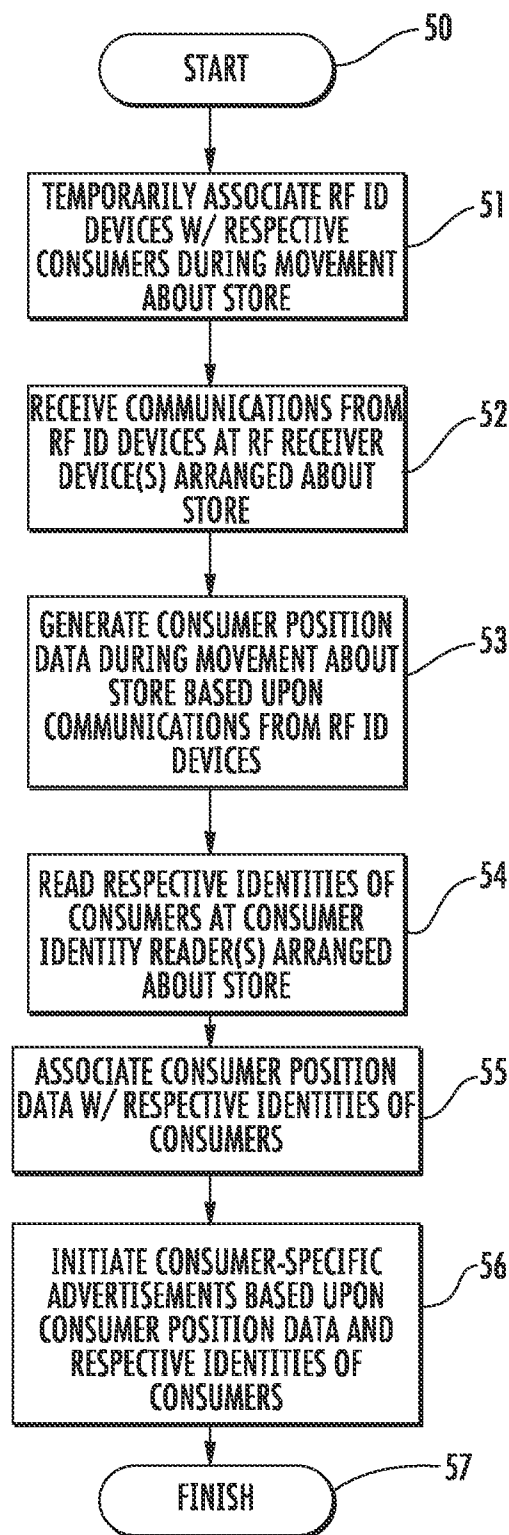 START
50
TEMPORARILY ASSOCIATE RF ID
DEVICES W/ RESPECTIVE
CONSUMERS DURING MOVEMENT
ABOUT STORE
51
RECEIVE COMMUNICATIONS FROM
RF ID DEVICES AT RF RECEIVER
DEVICE(S) ARRANGED ABOUT
STORE
52
GENERATE CONSUMER POSITION
DATA DURING MOVEMENT ABOUT
STORE BASED UPON
COMMUNICATIONS FROM RF ID
DEVICES
53
READ RESPECTIVE IDENTITIES OF
CONSUMERS AT CONSUMER
IDENTITY READER(S) ARRANGED
ABOUT STORE
54
ASSOCIATE CONSUMER POSITION
DATA W/ RESPECTIVE IDENTITIES OF
CONSUMERS
55
INITIATE CONSUMER-SPECIFIC
ADVERTISEMENTS BASED UPON
CONSUMER POSITION DATA AND
RESPECTIVE IDENTITIES OF
CONSUMERS
56
FINISH
57